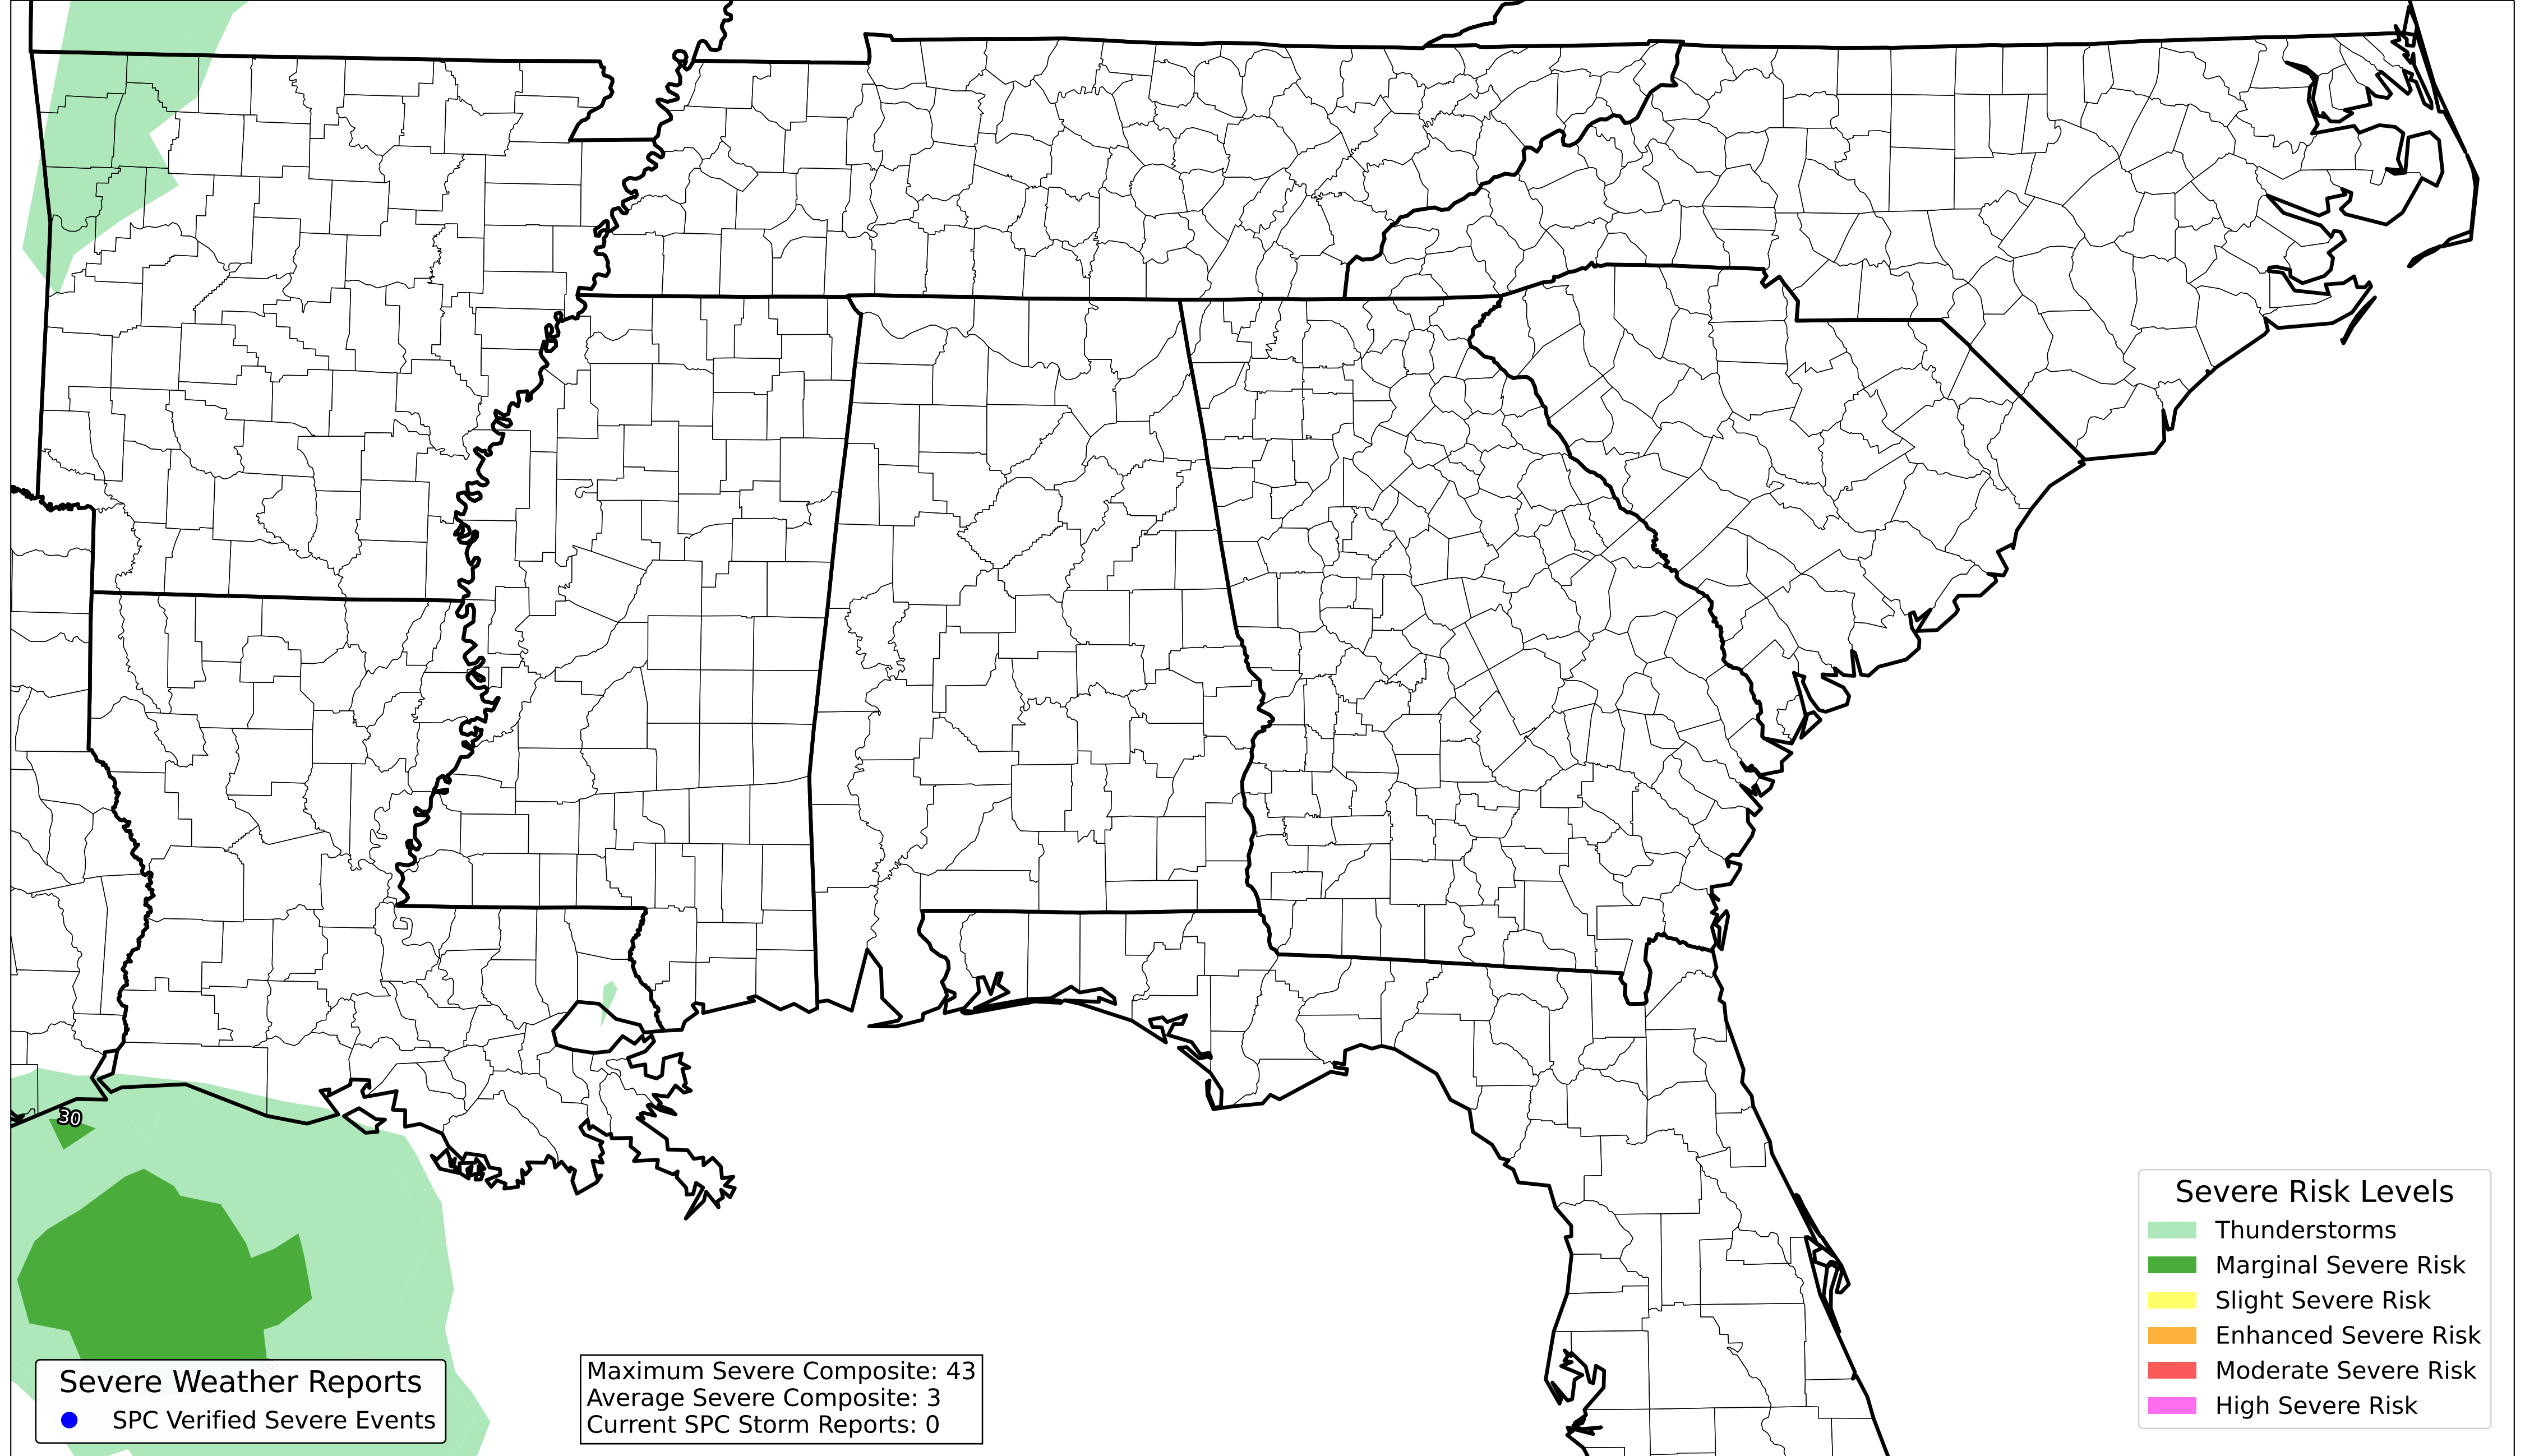 30
Severe Weather Reports
SPC Verified Severe Events
Maximum Severe Composite: 43
Average Severe Composite: 3
Current SPC Storm Reports: 0
Severe Risk Levels
Thunderstorms
Marginal Severe Risk
Slight Severe Risk
Enhanced Severe Risk
Moderate Severe Risk
High Severe Risk